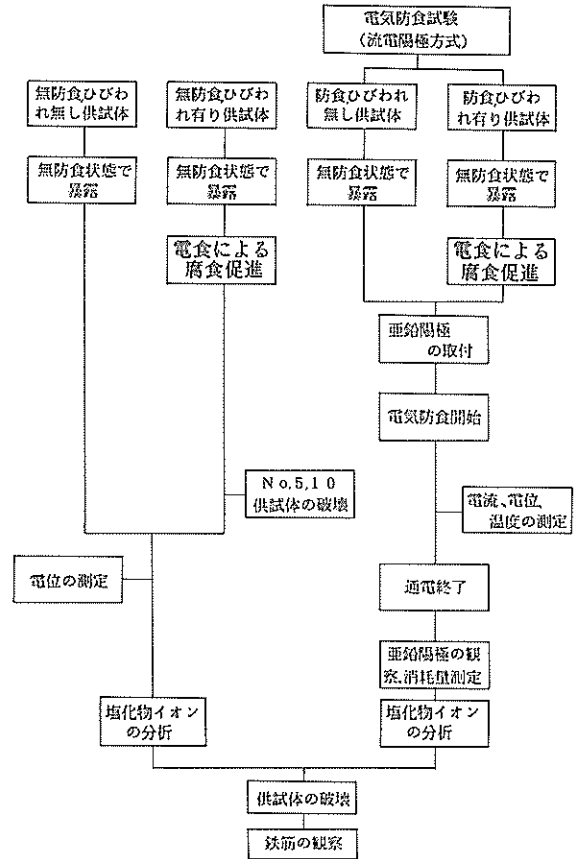 電気防食試験
(流電陽極方式)
無防食,ひびわ
れ無し供試体
無防食,ひびわ
れ有り供試体
防食,ひびわれ
無し供試体
防食,ひびわ
れ有り供試体
無防食状態で
暴露
無防食状態で
暴露
無防食状態で
暴露
無防食状態で
暴露
電食による
腐食促進
電食による
腐食促進
亜鉛陽極
の取付
電気防食開始
No,5,10
供試体の破壊
電流、電位、
温度の測定
電位の測定
通電終了
亜鉛陽極の観
察,消耗量測定
塩化物イオン
の分析
塩化物イオン
の分析
供試体の破壊
鉄筋の観察